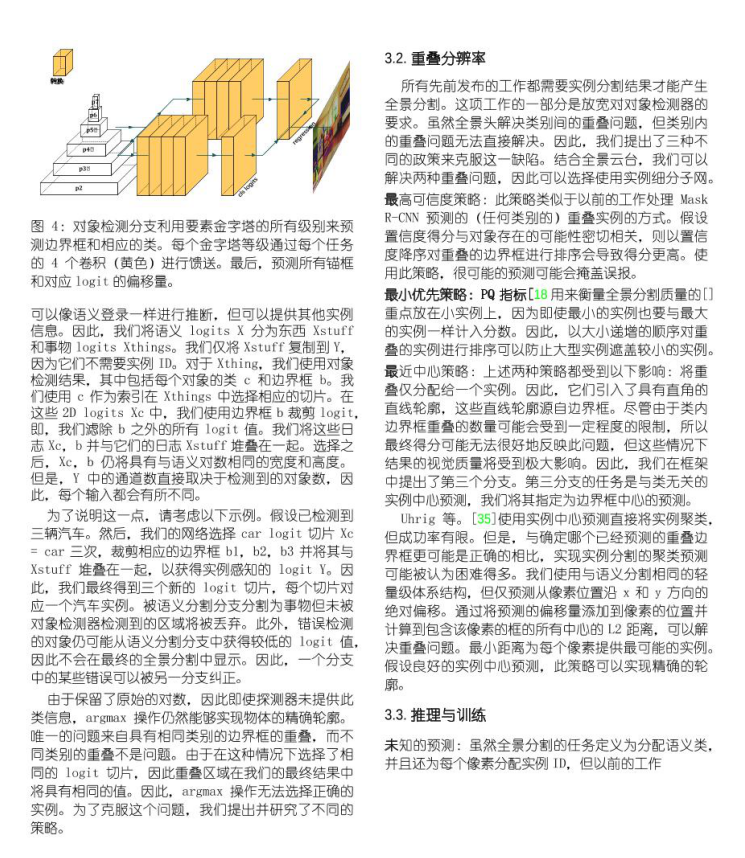 转换
p7
p6
p5
p4
p3
p2
cls logits
regression
图 4: 对象检测分支利用要素金字塔的所有级别来预
测边界框和相应的类。每个金字塔等级通过每个任务
的 4 个卷积 (黄色) 进行馈送。最后, 预测所有锚框
和对应 logit 的偏移量。
可以像语义登录一样进行推断, 但可以提供其他实例
信息。因此, 我们将语义 logits X 分为东西 Xstuff
和事物 logits Xthings。我们仅将 Xstuff 复制到 Y,
因为它们不需要实例 ID。对于 Xthing, 我们使用对象
检测结果, 其中包括每个对象的类 c 和边界框 b。我
们使用 c 作为索引在 Xthings 中选择相应的切片。在
这些 2D logits Xc 中, 我们使用边界框 b 裁剪 logit,
即, 我们滤除 b 之外的所有 logit 值。我们将这些日
志 Xc, b 并与它们的日志 Xstuff 堆叠在一起。选择之
后, Xc, b 仍将具有与语义对数相同的宽度和高度。
但是, Y 中的通道数直接取决于检测到的对象数, 因
此, 每个输入都会有所不同。
为了说明这一点, 请考虑以下示例。假设已检测到
三辆汽车。然后, 我们的网络选择 car logit 切片 Xc
= car 三次, 裁剪相应的边界框 b1, b2, b3 并将其与
Xstuff 堆叠在一起, 以获得实例感知的 logit Y。因
此, 我们最终得到三个新的 logit 切片, 每个切片对
应一个汽车实例。被语义分割分支分割为事物但未被
对象检测器检测到的区域将被丢弃。此外, 错误检测
的对象仍可能从语义分割分支中获得较低的 logit 值,
因此不会在最终的全景分割中显示。因此, 一个分支
中的某些错误可以被另一分支纠正。
由于保留了原始的对数, 因此即使探测器未提供此
类信息, argmax 操作仍然能够实现物体的精确轮廓。
唯一的问题来自具有相同类别的边界框的重叠, 而不
同类别的重叠不是问题。由于在这种情况下选择了相
同的 logit 切片, 因此重叠区域在我们的最终结果中
将具有相同的值。因此, argmax 操作无法选择正确的
实例。为了克服这个问题, 我们提出并研究了不同的
策略。
3.2. 重叠分辨率
所有先前发布的工作都需要实例分割结果才能产生
全景分割。这项工作的一部分是放宽对对象检测器的
要求。虽然全景头解决类别间的重叠问题, 但类别内
的重叠问题无法直接解决。因此, 我们提出了三种不
同的政策来克服这一缺陷。结合全景云台, 我们可以
解决两种重叠问题, 因此可以选择使用实例细分子网。
最高可信度策略: 此策略类似于以前的工作处理 Mask
R-CNN 预测的 (任何类别的) 重叠实例的方式。假设
置信度得分与对象存在的可能性密切相关, 则以置信
度降序对重叠的边界框进行排序会导致得分更高。使
用此策略, 很可能的预测可能会掩盖误报。
最小优先策略: PQ 指标[18 用来衡量全景分割质量的[]
重点放在小实例上, 因为即使最小的实例也要与最大
的实例一样计入分数。因此, 以大小递增的顺序对重
叠的实例进行排序可以防止大型实例遮盖较小的实例。
最近中心策略: 上述两种策略都受到以下影响: 将重
叠仅分配给一个实例。因此, 它们引入了具有直角的
直线轮廓, 这些直线轮廓源自边界框。尽管由于类内
边界框重叠的数量可能会受到一定程度的限制, 所以
最终得分可能无法很好地反映此问题, 但这些情况下
结果的视觉质量将受到极大影响。因此, 我们在框架
中提出了第三个分支。第三分支的任务是与类无关的
实例中心预测, 我们将其指定为边界框中心的预测。
Uhrig 等。[35]使用实例中心预测直接将实例聚类,
但成功率有限。但是, 与确定哪个已经预测的重叠边
界框更可能是正确的相比, 实现实例分割的聚类预测
可能被认为困难得多。我们使用与语义分割相同的轻
量级体系结构, 但仅预测从像素位置沿 x 和 y 方向的
绝对偏移。通过将预测的偏移量添加到像素的位置并
计算到包含该像素的框的所有中心的 L2 距离, 可以解
决重叠问题。最小距离为每个像素提供最可能的实例。
假设良好的实例中心预测, 此策略可以实现精确的轮
廓。
3.3. 推理与训练
未知的预测: 虽然全景分割的任务定义为分配语义类,
并且还为每个像素分配实例 ID, 但以前的工作